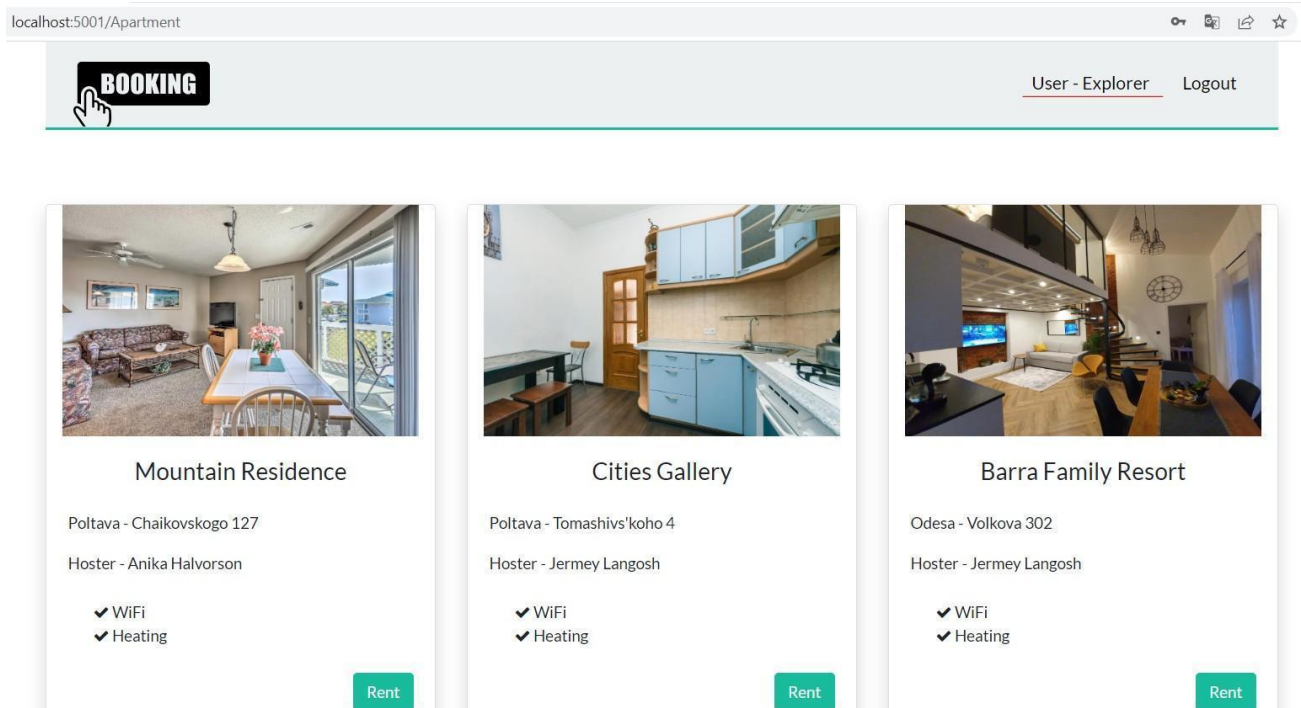 localhost:5001/Apartment
BOOKING
User - Explorer Logout
Mountain Residence
Poltava - Chaikovskogo 127
Hoster - Anika Halvorson
WiFi
Heating
Rent
Cities Gallery
Poltava - Tomashivs'koho 4
Hoster - Jermey Langosh
WiFi
Heating
Rent
Barra Family Resort
Odesa - Volkova 302
Hoster - Jermey Langosh
WiFi
Heating
Rent